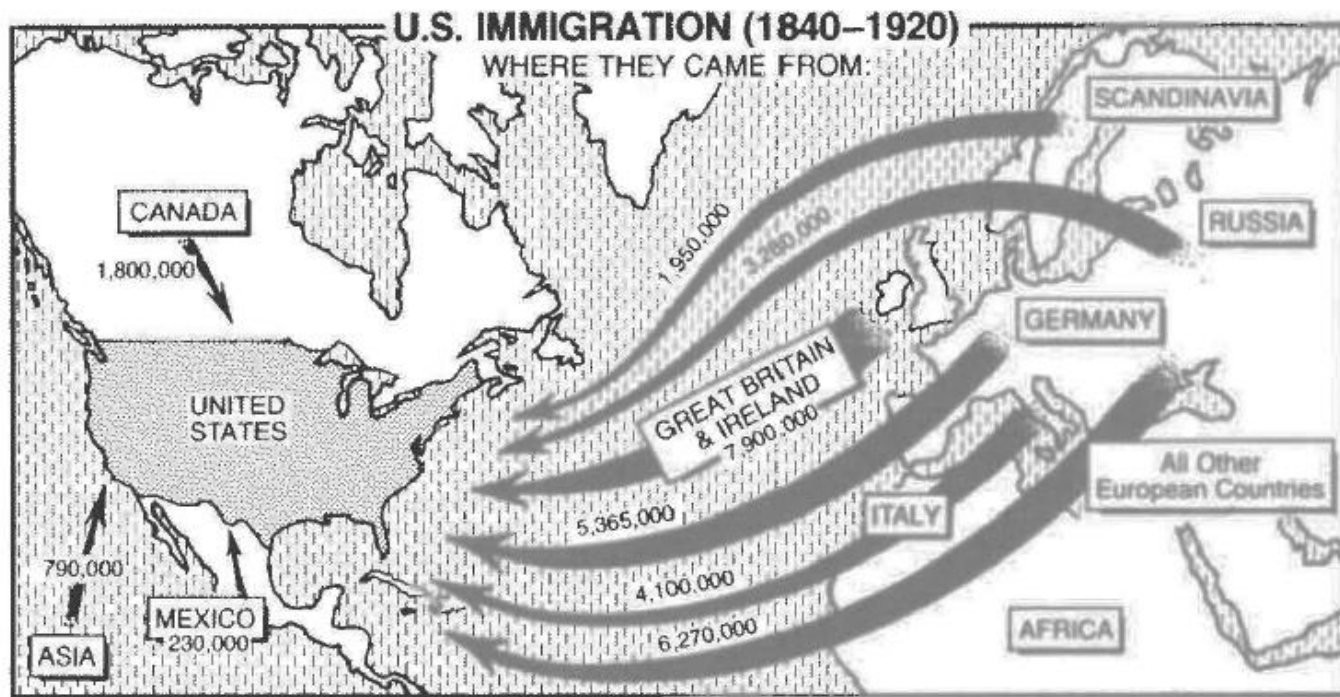 U.S. IMMIGRATION (1840–1920)
WHERE THEY CAME FROM:
SCANDINAVIA
CANADA
1,800,000
RUSSIA
1,950,000
3,280,000
GERMANY
GREAT BRITAIN
& IRELAND
7,900,000
UNITED
STATES
All Other
European Countries
ITALY
5,365,000
790,000
4,100,000
MEXICO
230,000
6,270,000
AFRICA
ASIA